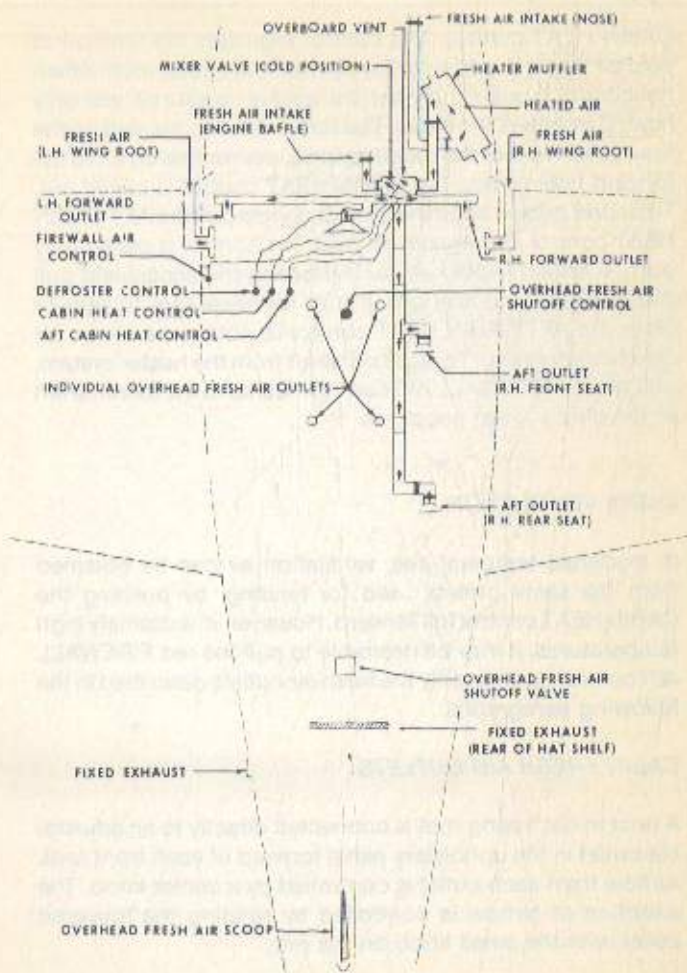 FRESH AIR INTAKE (NOSE)
OVERBOARD VENT
MIXER VALVE (COLD POSITION)
HEATER MUFFLER
FRESH AIR INTAKE
(ENGINE BAFFLE)
HEATED AIR
FRESH AIR
(L.H. WING ROOT)
FRESH AIR
(R.H. WING ROOT)
L.H. FORWARD
OUTLET
FIREWALL AIR
CONTROL
R.H. FORWARD OUTLET
DEFROSTER CONTROL
CABIN HEAT CONTROL
AFT CABIN HEAT CONTROL
OVERHEAD FRESH AIR
SHUTOFF CONTROL
INDIVIDUAL OVERHEAD FRESH AIR OUTLETS
AFT OUTLET
(R.H. FRONT SEAT)
AFT OUTLET
(R.H. REAR SEAT)
OVERHEAD FRESH AIR
SHUTOFF VALVE
FIXED EXHAUST
(REAR OF HAT SHELF)
FIXED EXHAUST
OVERHEAD FRESH AIR SCOOP